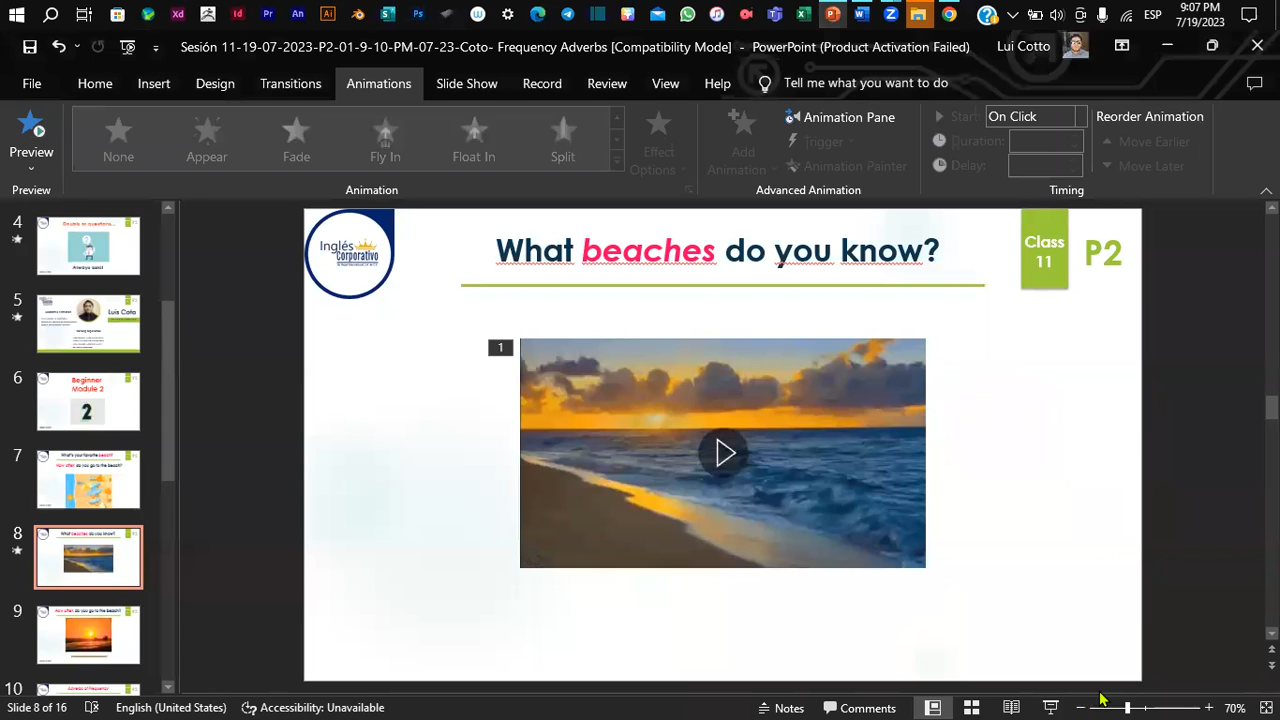 9:07 PM
ESP
7/19/2023
Sesión 11-19-07-2023-P2-01-9-10-PM-07-23-Coto- Frequency Adverbs [Compatibility Mode] - PowerPoint (Product Activation Failed)
Lui Cotto
File Home Insert Design Transitions Animations Slide Show Record Review View Help Tell me what you want to do
Preview
None Appear Fade Fly In Float In Split
Effect Options
Add Animation
Animation Pane
Trigger
Animation Painter
Start: On Click
Duration:
Delay:
Reorder Animation
Move Earlier
Move Later
Preview Animation Advanced Animation Timing
4
5
Luis Coto
6
Beginner
Module 2
2
7
What's your favorite beach?
How often do you go to the beach?
8
What beaches do you know?
9
How often do you go to the beach?
10
Adverbs of Frequency
Inglés
Corporativo
What beaches do you know?
Class
11
P2
1
Slide 8 of 16 English (United States) Accessibility: Unavailable Notes Comments 70%